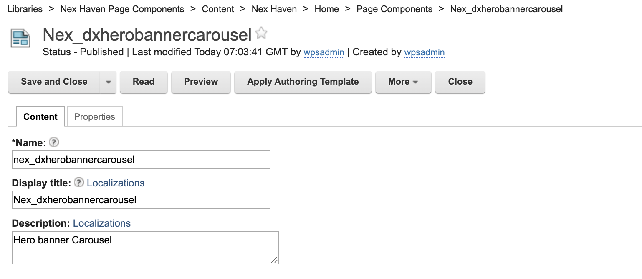 Libraries > Nex Haven Page Components > Content > Nex Haven > Home > Page Components > Nex_dxherobannercarousel
Nex_dxherobannercarousel
Status - Published | Last modified Today 07:03:41 GMT by wpsadmin | Created by wpsadmin
Save and Close Read Preview Apply Authoring Template More Close
Content Properties
*Name: ?
nex_dxherobannercarousel
Display title: ? Localizations
Nex_dxherobannercarousel
Description: Localizations
Hero banner Carousel